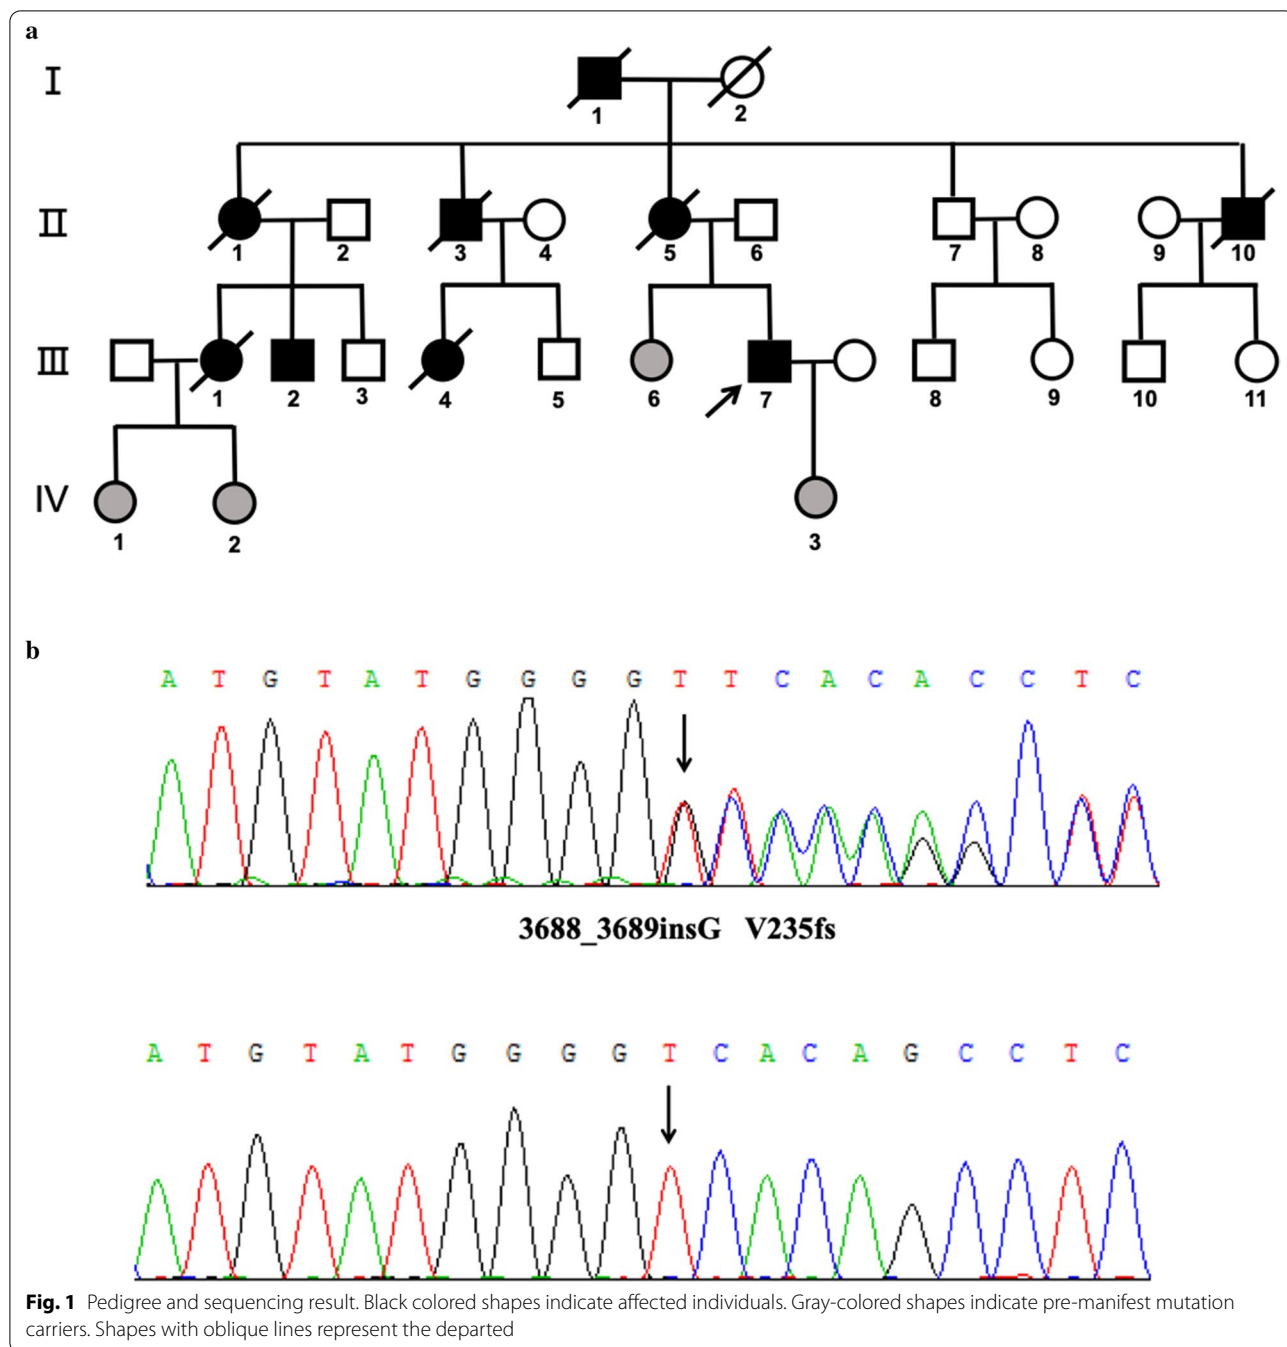 a
I
1 2
II
1 2 3 4 5 6 7 8 9 10
III
1 2 3 4 5 6 7 8 9 10 11
IV
1 2 3
b
A T G T A T G G G G T T C A C A C C T C
3688_3689insG V235fs
A T G T A T G G G G T C A C A G C C T C
Fig. 1 Pedigree and sequencing result. Black colored shapes indicate affected individuals. Gray-colored shapes indicate pre-manifest mutation
carriers. Shapes with oblique lines represent the departed